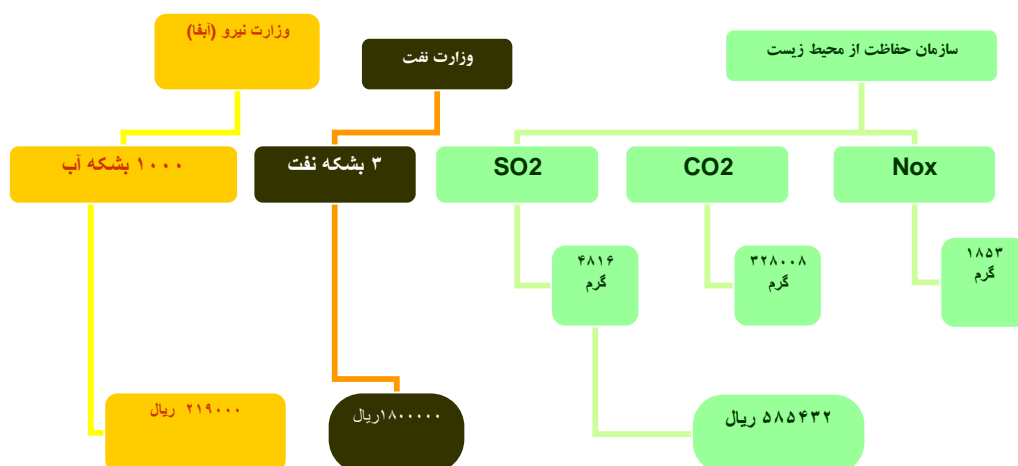 سازمان حفاظت از محیط زیست
وزارت نفت
وزارت نیرو (آبفا)
Nox
CO2
SO2
۳ بشکه نفت
۱۰۰۰ بشکه آب
۱۸۵۳
گرم
۳۲۸۰۰۸
گرم
۴۸۱۶
گرم
۵۸۵۴۳۲ ریال
۱۸۰۰۰۰۰ریال
۲۱۹۰۰۰ ریال